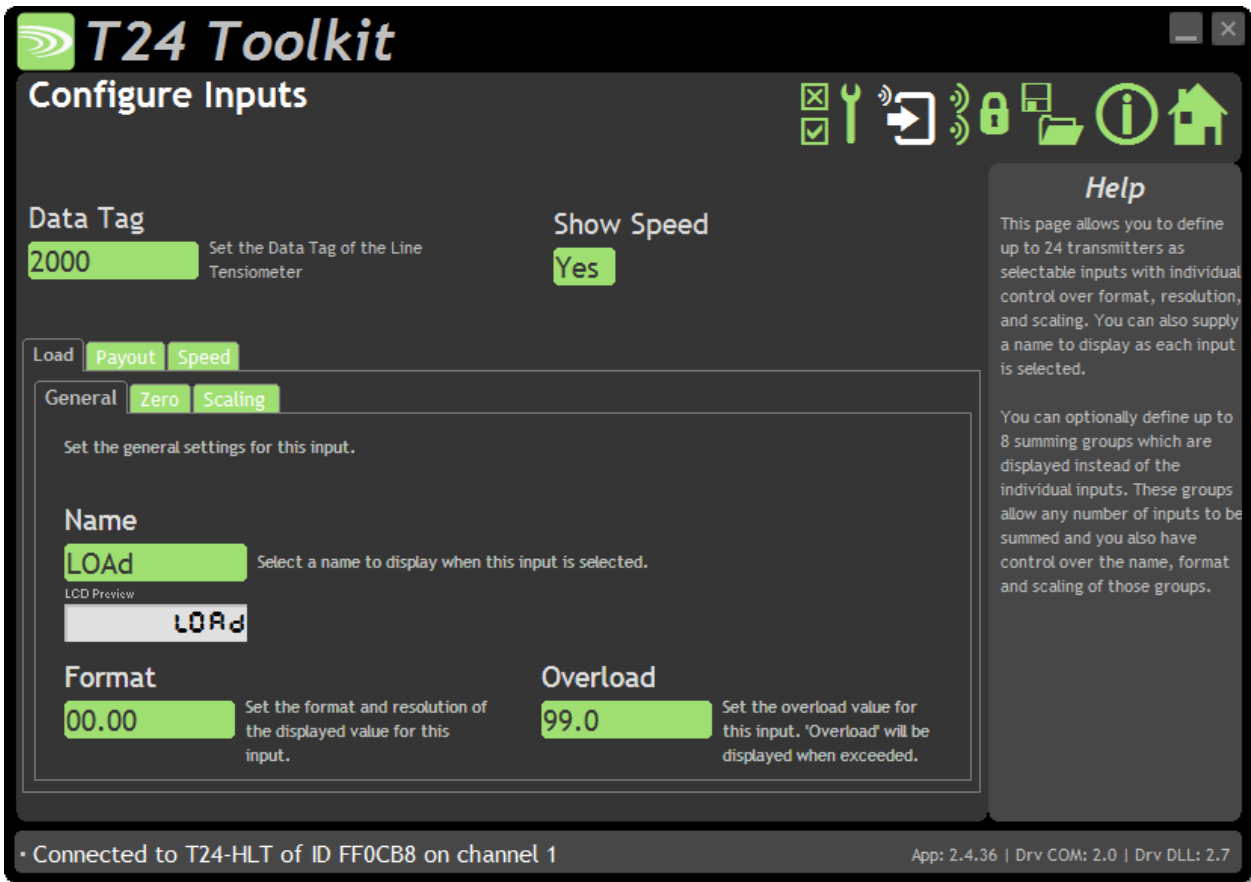 T24 Toolkit
Configure Inputs
Data Tag
2000
Set the Data Tag of the Line
Tensiometer
Show Speed
Yes
Load Payout Speed
General Zero Scaling
Set the general settings for this input.
Name
LOAd
Select a name to display when this input is selected.
LCD Preview
LOAd
Format
00.00
Set the format and resolution of
the displayed value for this
input.
Overload
99.0
Set the overload value for
this input. 'Overload' will be
displayed when exceeded.
Help
This page allows you to define
up to 24 transmitters as
selectable inputs with individual
control over format, resolution,
and scaling. You can also supply
a name to display as each input
is selected.
You can optionally define up to
8 summing groups which are
displayed instead of the
individual inputs. These groups
allow any number of inputs to be
summed and you also have
control over the name, format
and scaling of those groups.
Connected to T24-HLT of ID FF0CB8 on channel 1
App: 2.4.36 | Drv COM: 2.0 | Drv DLL: 2.7